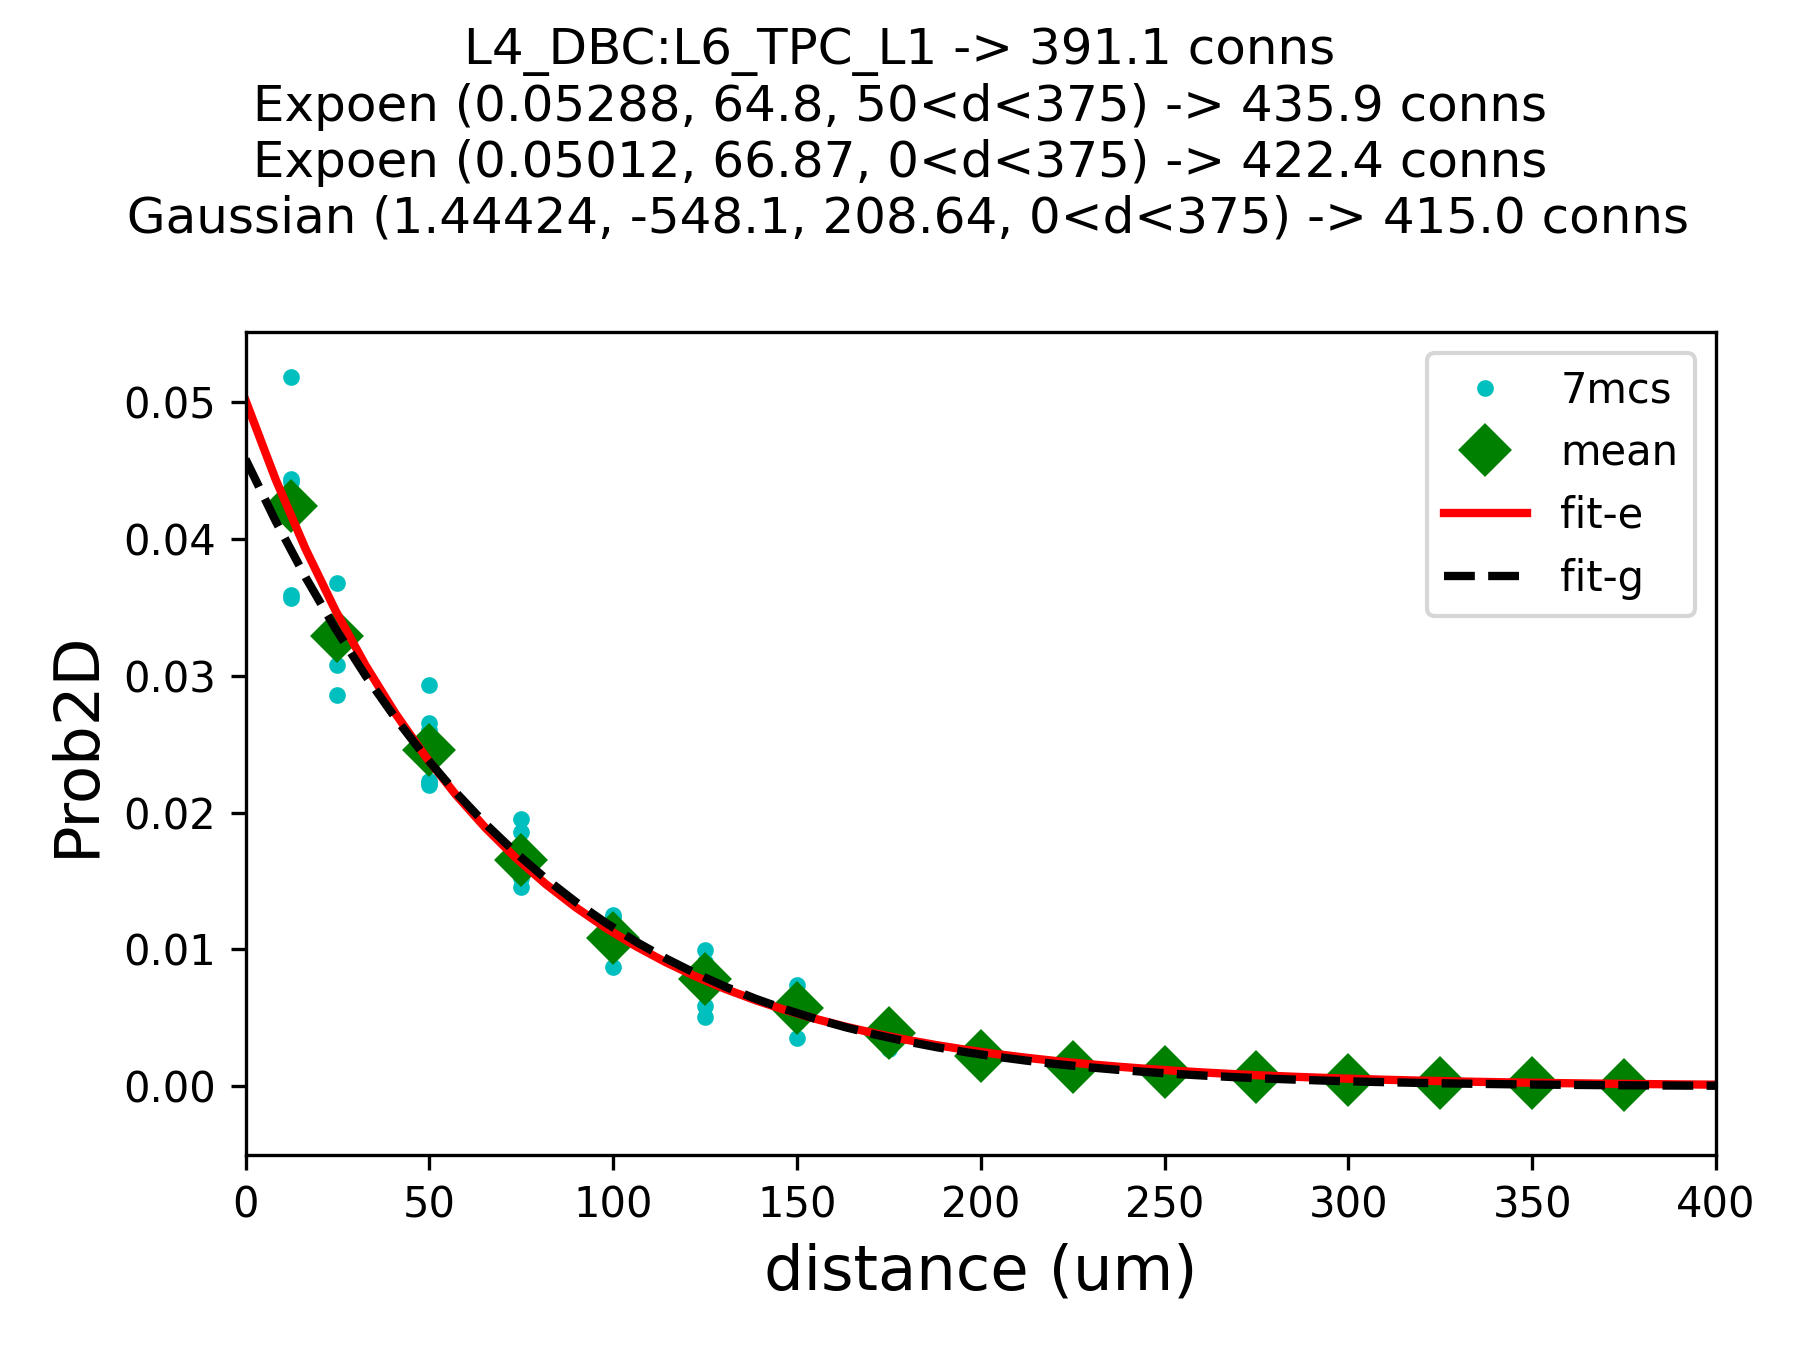 L4_DBC:L6_TPC_L1 -> 391.1 conns
Expoen (0.05288, 64.8, 50<d<375) -> 435.9 conns
Expoen (0.05012, 66.87, 0<d<375) -> 422.4 conns
Gaussian (1.44424, -548.1, 208.64, 0<d<375) -> 415.0 conns
7mcs
mean
fit-e
fit-g
Prob2D
0.05
0.04
0.03
0.02
0.01
0.00
0 50 100 150 200 250 300 350 400
distance (um)